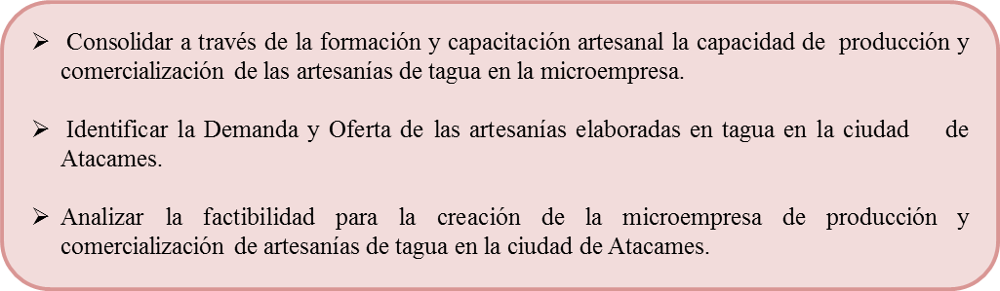 ➢ Consolidar a través de la formación y capacitación artesanal la capacidad de producción y
comercialización de las artesanías de tagua en la microempresa.
➢ Identificar la Demanda y Oferta de las artesanías elaboradas en tagua en la ciudad de
Atacames.
➢ Analizar la factibilidad para la creación de la microempresa de producción y
comercialización de artesanías de tagua en la ciudad de Atacames.